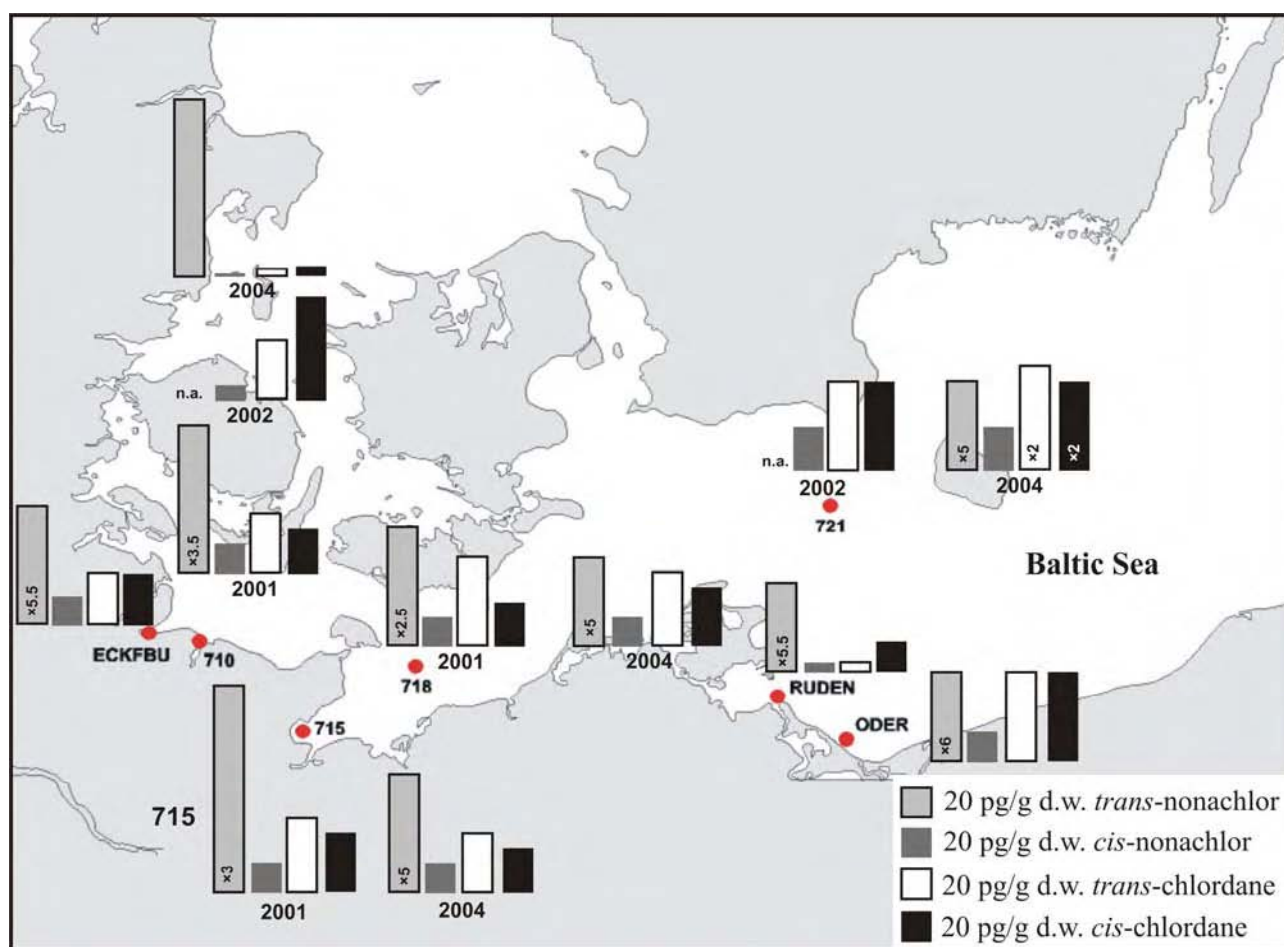 2004
n.a.
2002
×3.5
2001
×5.5
ECKFBU
710
×2.5
2001
718
×5
2004
n.a.
2002
721
×5
×2
×2
2004
Baltic Sea
×5.5
RUDEN
ODER
×6
715
715
×3
2001
×5
2004
20 pg/g d.w. trans-nonachlor
20 pg/g d.w. cis-nonachlor
20 pg/g d.w. trans-chlordane
20 pg/g d.w. cis-chlordane